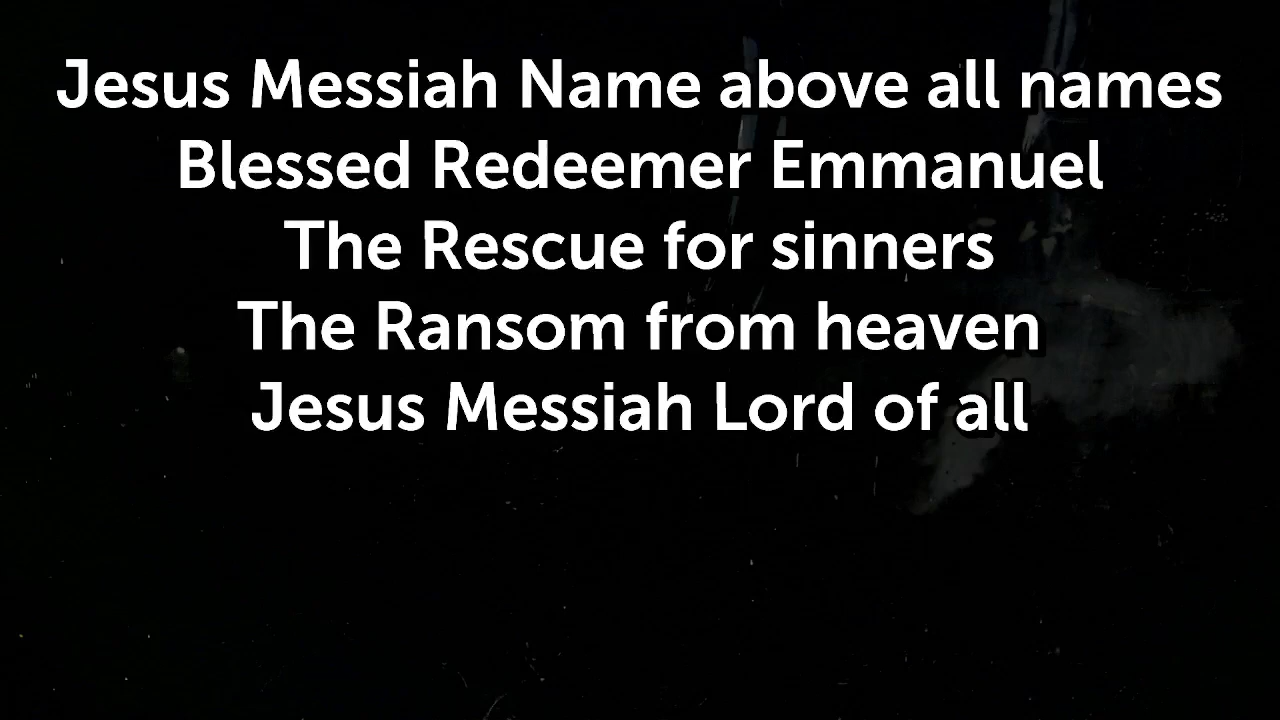 Jesus Messiah Name above all names
Blessed Redeemer Emmanuel
The Rescue for sinners
The Ransom from heaven
Jesus Messiah Lord of all